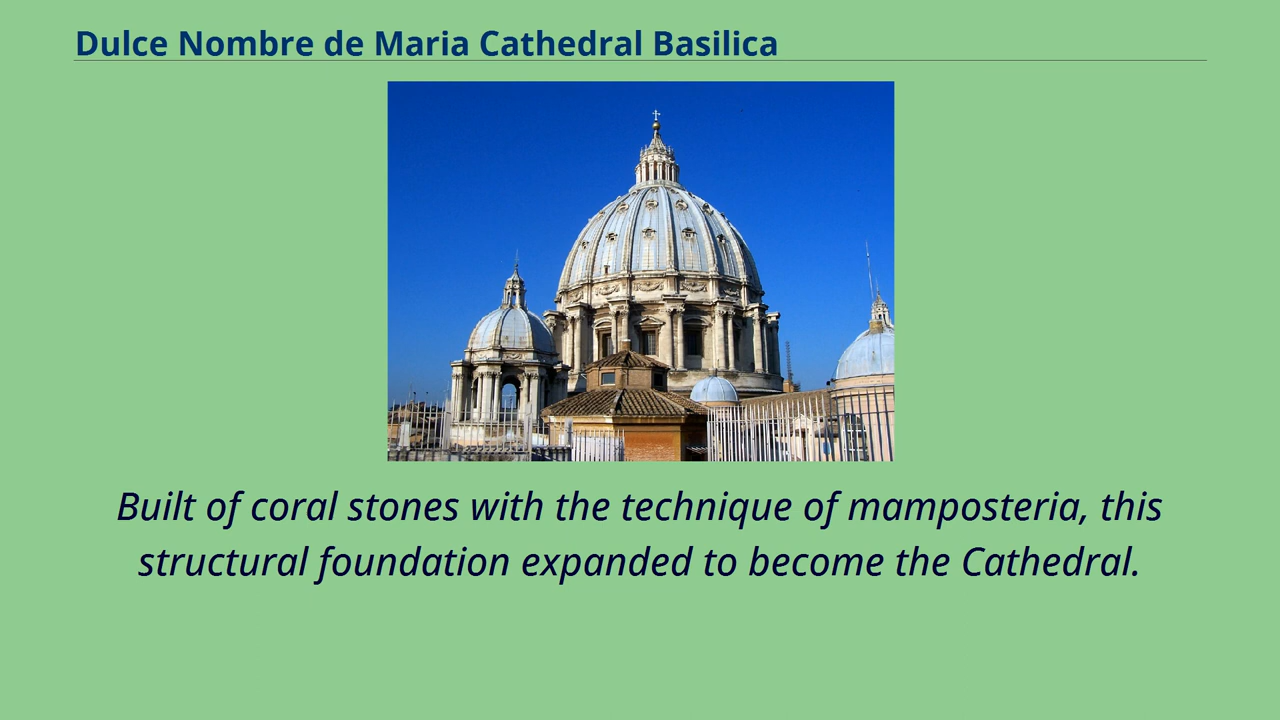 Dulce Nombre de Maria Cathedral Basilica
Built of coral stones with the technique of mamposteria, this
structural foundation expanded to become the Cathedral.